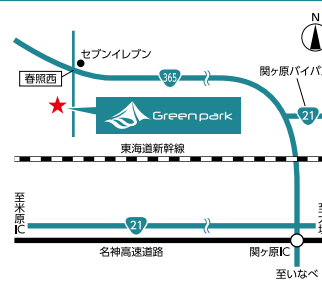 N
セブンイレブン
春照西
365
関ヶ原バイパ
21
Greenpark
東海道新幹線
至米原IC
21
名神高速道路
関ヶ原IC
至いなべ